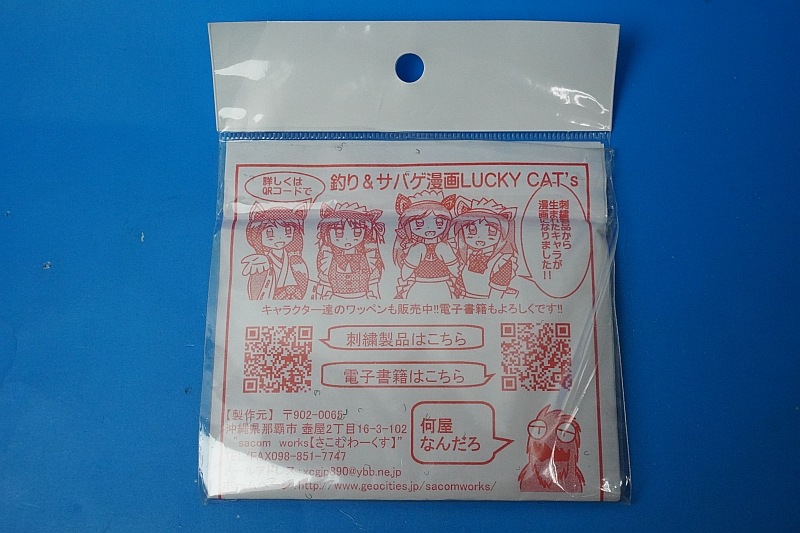 詳しくは
QRコードで
釣り＆サバゲ漫画LUCKY CAT's
刺繍製品から
生まれたキャラが
漫画になりました!!
キャラクター達のワッペンも販売中!!電子書籍もよろしくです!!
刺繍製品はこちら
電子書籍はこちら
【製作元】 〒902-0065
沖縄県那覇市 壺屋2丁目16-3-102
"sacom works【さこむわーくす】"
FAX098-851-7747
xcgjp890@ybb.ne.jp
http://www.geocities.jp/sacomworks/
何屋
なんだろ